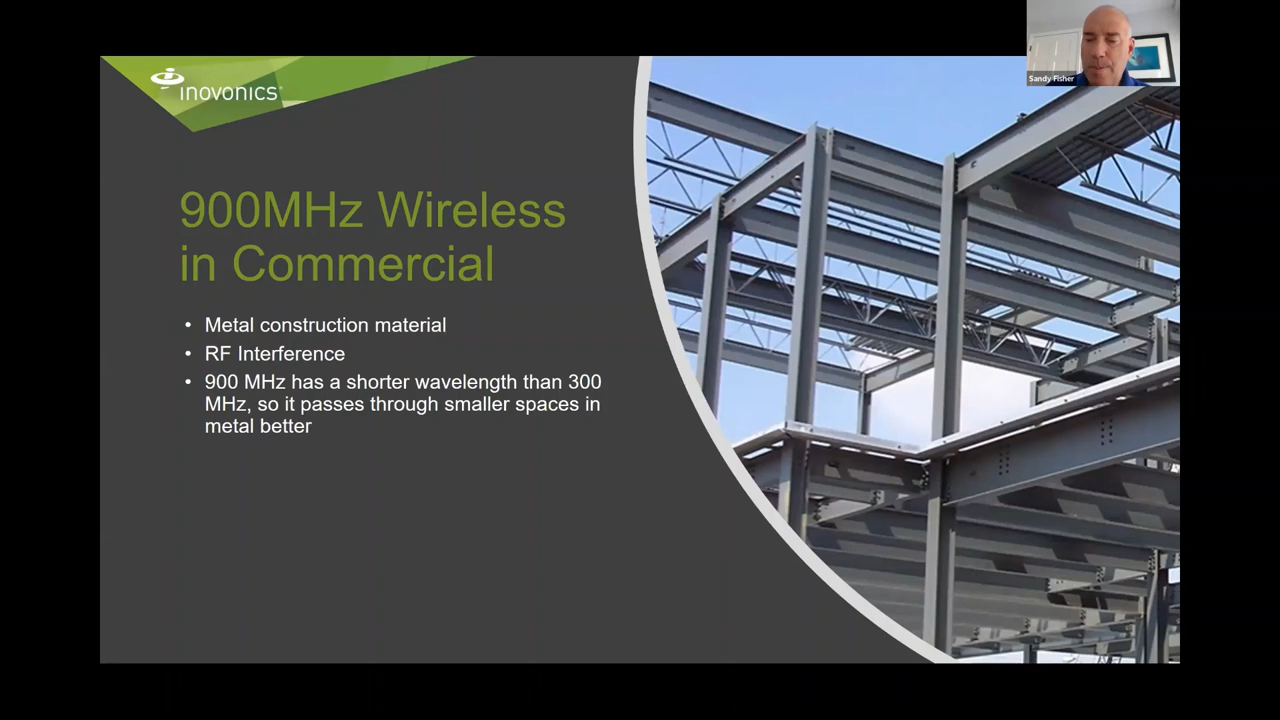 Sandy Fisher
inovonics
900MHz Wireless
in Commercial
• Metal construction material
• RF Interference
• 900 MHz has a shorter wavelength than 300
MHz, so it passes through smaller spaces in
metal better